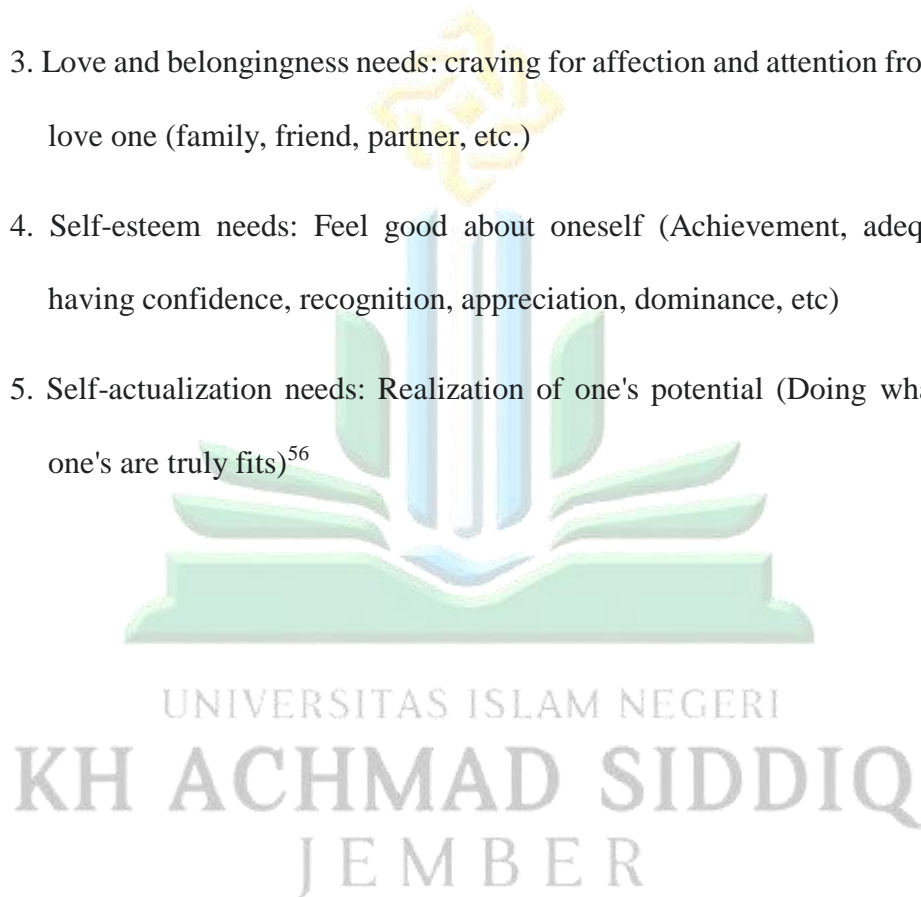 3. Love and belongingness needs: craving for affection and attention fro
love one (family, friend, partner, etc.)
4. Self-esteem needs: Feel good about oneself (Achievement, adeq
having confidence, recognition, appreciation, dominance, etc)
5. Self-actualization needs: Realization of one's potential (Doing wha
one's are truly fits)56
UNIVERSITAS ISLAM NEGERI
KH ACHMAD SIDDIQ
JEMBER